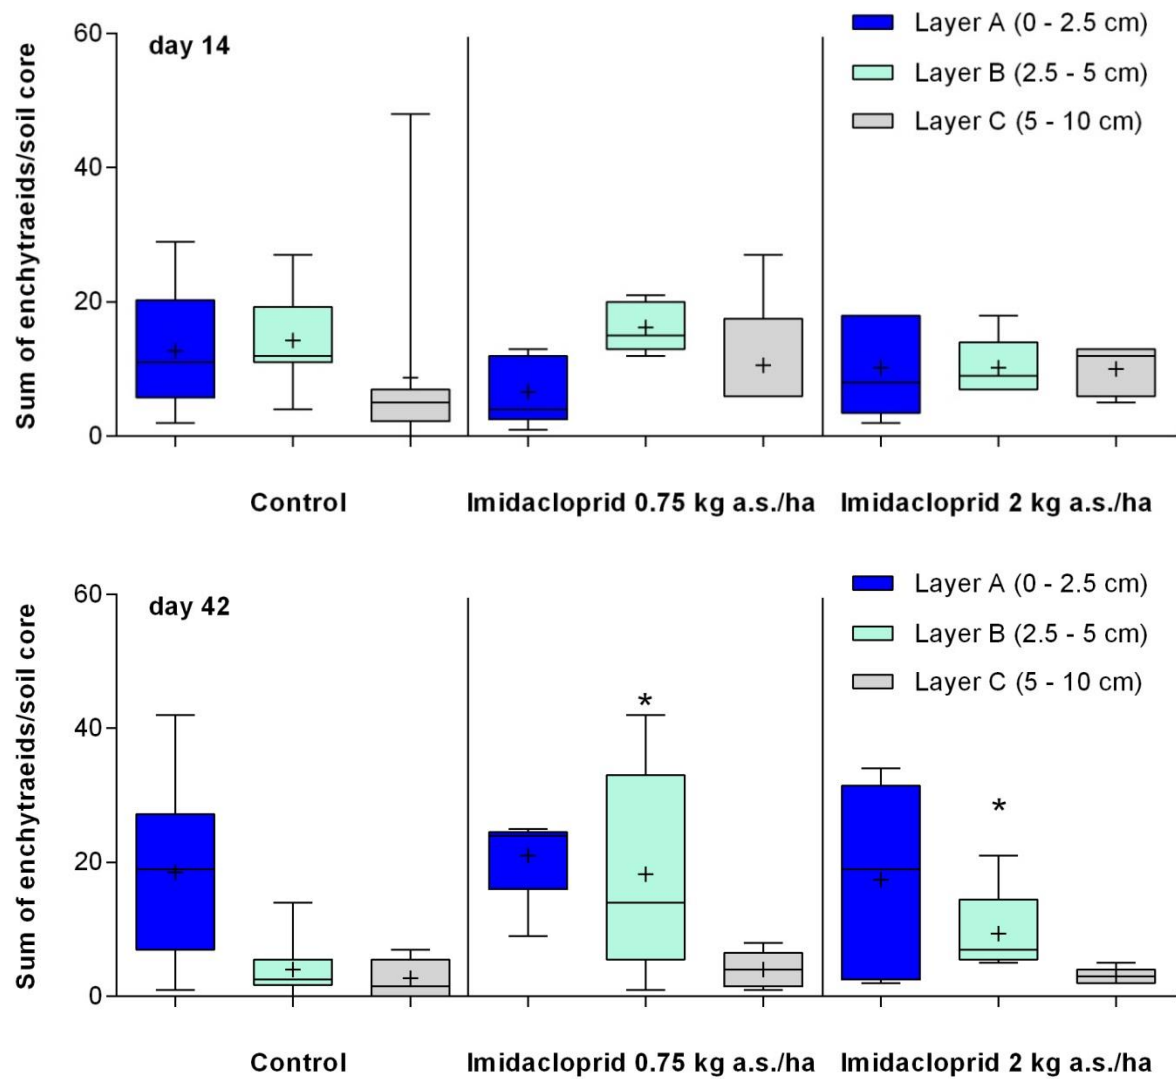 60
day 14
Layer A (0 - 2.5 cm)
Layer B (2.5 - 5 cm)
Layer C (5 - 10 cm)
40
20
0
Sum of enchytraeids/soil core
Control
Imidacloprid 0.75 kg a.s./ha
Imidacloprid 2 kg a.s./ha
60
day 42
Layer A (0 - 2.5 cm)
Layer B (2.5 - 5 cm)
Layer C (5 - 10 cm)
*
40
*
20
0
Sum of enchytraeids/soil core
Control
Imidacloprid 0.75 kg a.s./ha
Imidacloprid 2 kg a.s./ha